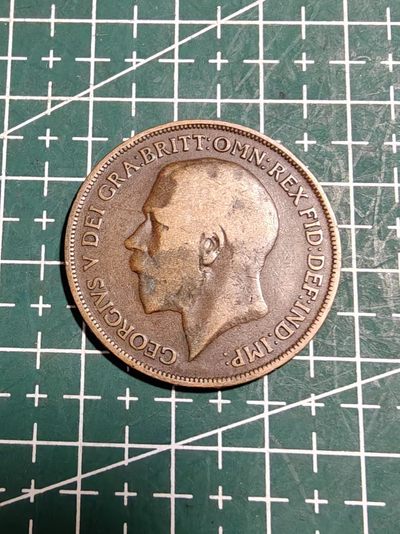 GEORGIVS V DEI GRA:BRITT:OMN:REX FID:DEF:IND:IMP: